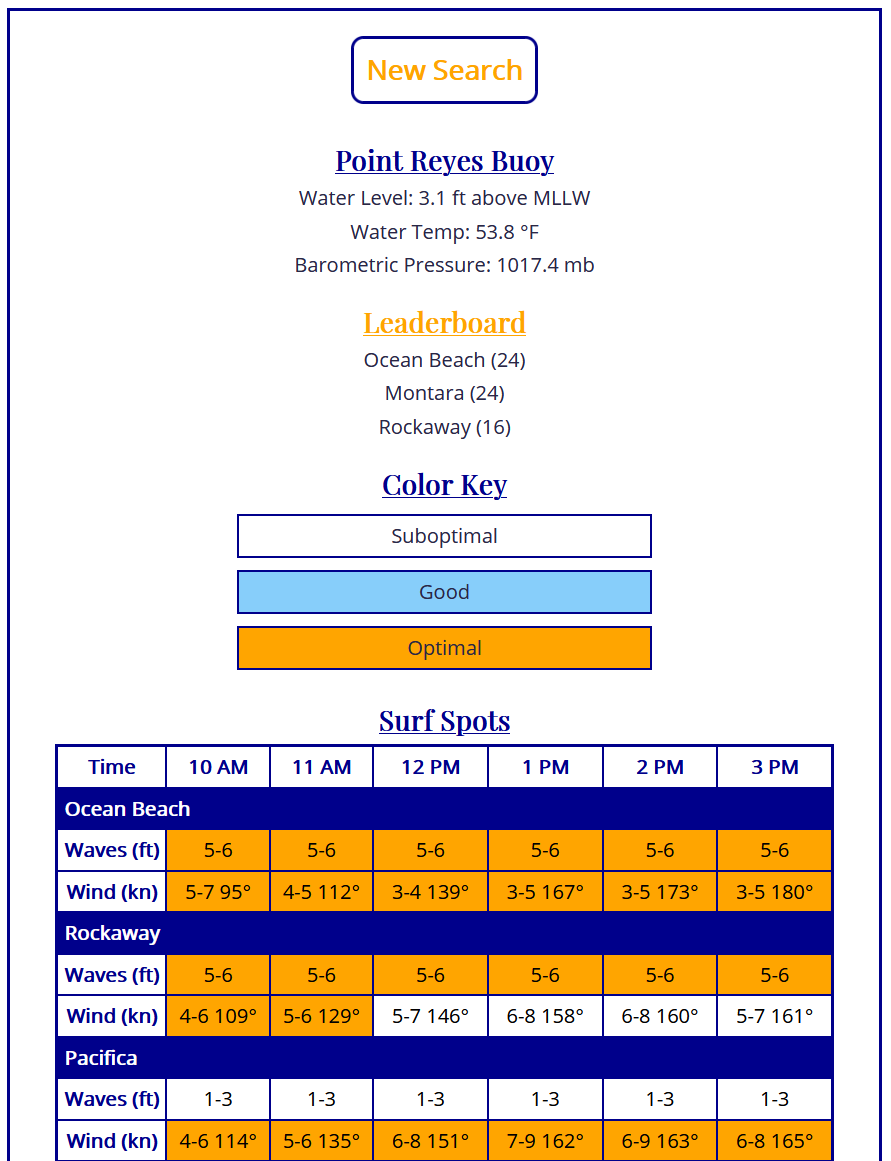 New Search
Point Reyes Buoy
Water Level: 3.1 ft above MLLW
Water Temp: 53.8 °F
Barometric Pressure: 1017.4 mb
Leaderboard
Ocean Beach (24)
Montara (24)
Rockaway (16)
Color Key
Suboptimal
Good
Optimal
Surf Spots
Time 10 AM 11 AM 12 PM 1 PM 2 PM 3 PM
Ocean Beach
Waves (ft) 5-6 5-6 5-6 5-6 5-6 5-6
Wind (kn) 5-7 95° 4-5 112° 3-4 139° 3-5 167° 3-5 173° 3-5 180°
Rockaway
Waves (ft) 5-6 5-6 5-6 5-6 5-6 5-6
Wind (kn) 4-6 109° 5-6 129° 5-7 146° 6-8 158° 6-8 160° 5-7 161°
Pacifica
Waves (ft) 1-3 1-3 1-3 1-3 1-3 1-3
Wind (kn) 4-6 114° 5-6 135° 6-8 151° 7-9 162° 6-9 163° 6-8 165°